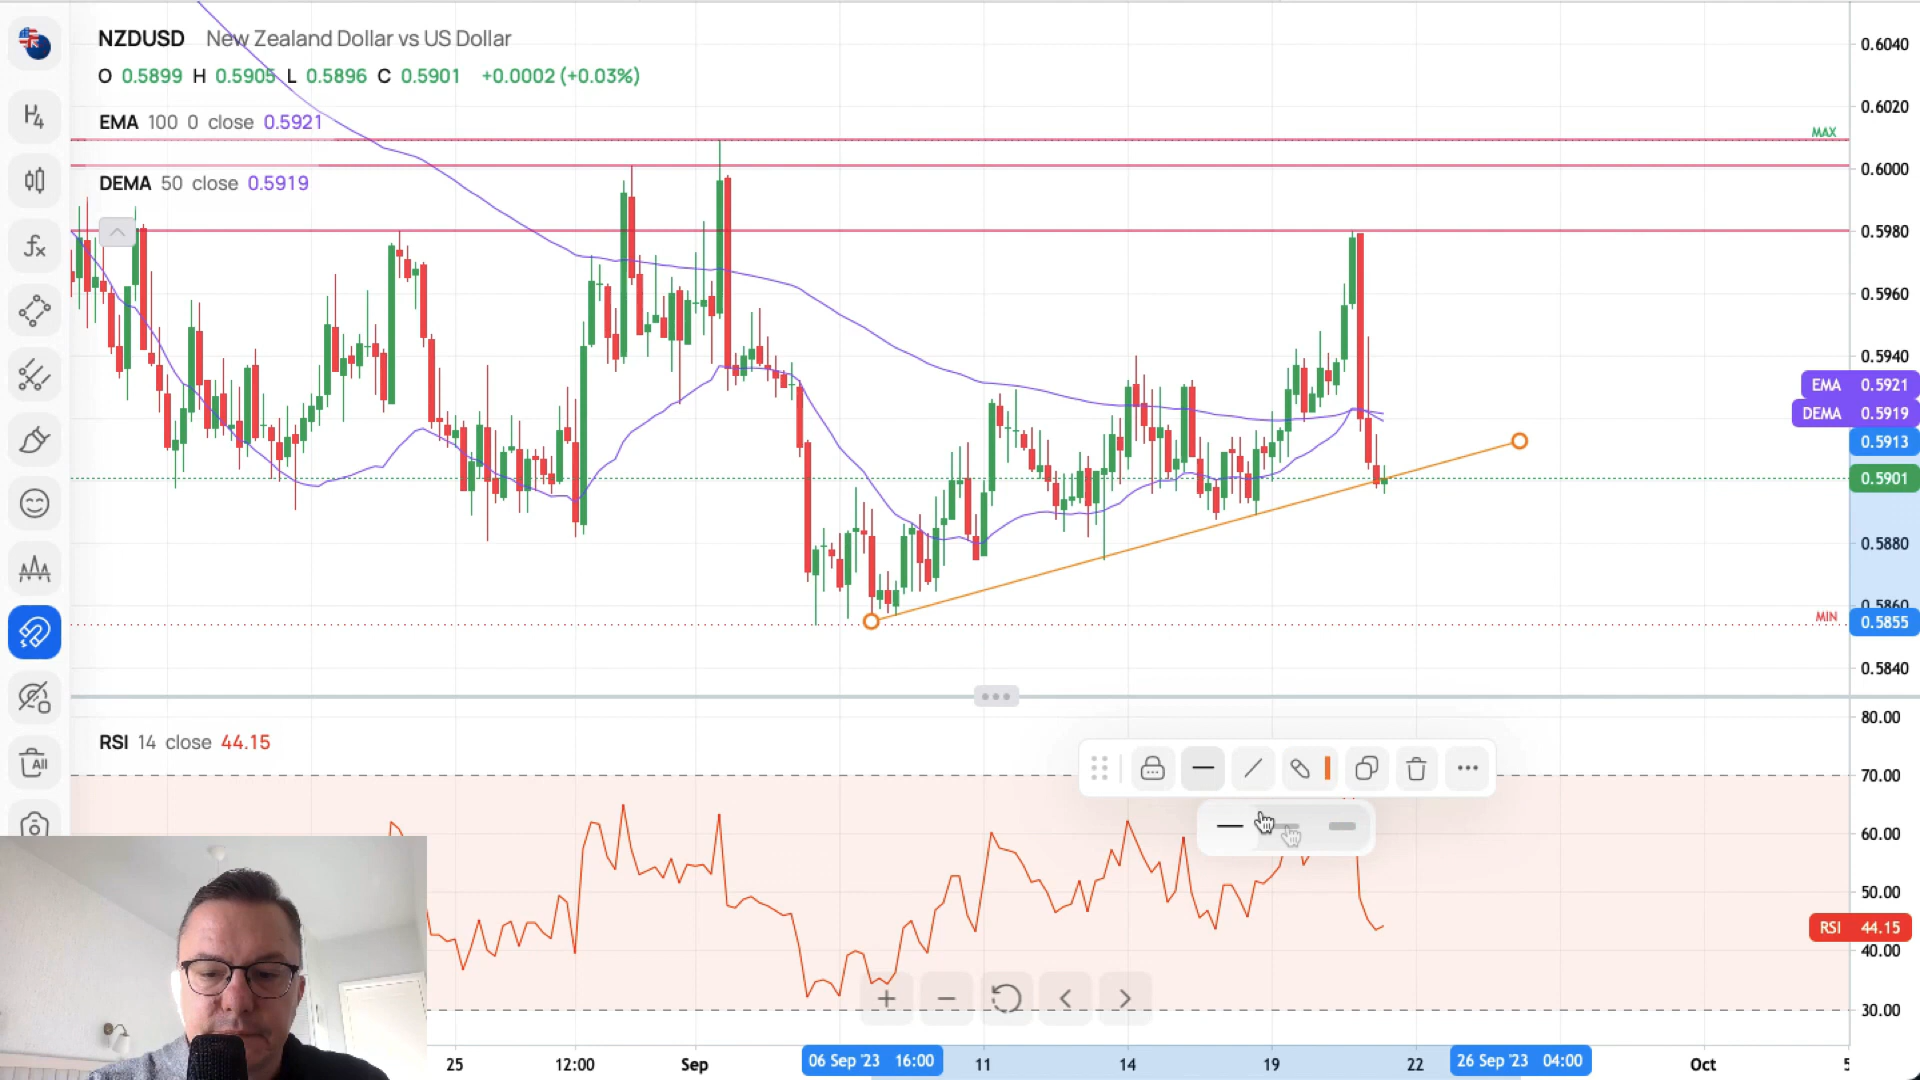 NZDUSD New Zealand Dollar vs US Dollar
O 0.5899 H 0.5905 L 0.5896 C 0.5901 +0.0002 (+0.03%)
EMA 100 0 close 0.5921
DEMA 50 close 0.5919
H4
fx
All
0.6040
0.6020
MAX
0.6000
0.5980
0.5960
0.5940
EMA 0.5921
DEMA 0.5919
0.5913
0.5901
0.5880
0.5860
MIN 0.5855
0.5840
RSI 14 close 44.15
80.00
70.00
60.00
50.00
RSI 44.15
40.00
30.00
25 12:00 Sep 06 Sep '23 16:00 11 14 19 22 26 Sep '23 04:00 Oct 5